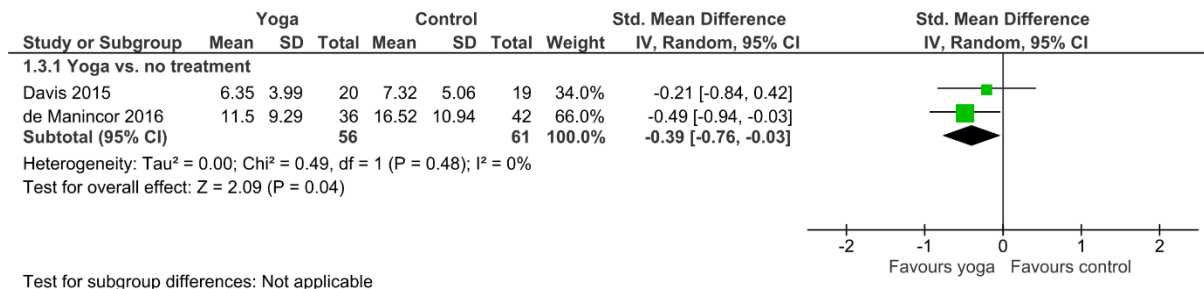 Yoga Control Std. Mean Difference Std. Mean Difference
Study or Subgroup Mean SD Total Mean SD Total Weight IV, Random, 95% CI IV, Random, 95% CI
1.3.1 Yoga vs. no treatment
Davis 2015 6.35 3.99 20 7.32 5.06 19 34.0% -0.21 [-0.84, 0.42]
de Manincor 2016 11.5 9.29 36 16.52 10.94 42 66.0% -0.49 [-0.94, -0.03]
Subtotal (95% CI) 56 61 100.0% -0.39 [-0.76, -0.03]
Heterogeneity: Tau² = 0.00; Chi² = 0.49, df = 1 (P = 0.48); I² = 0%
Test for overall effect: Z = 2.09 (P = 0.04)
-2 -1 0 1 2
Favours yoga Favours control
Test for subgroup differences: Not applicable